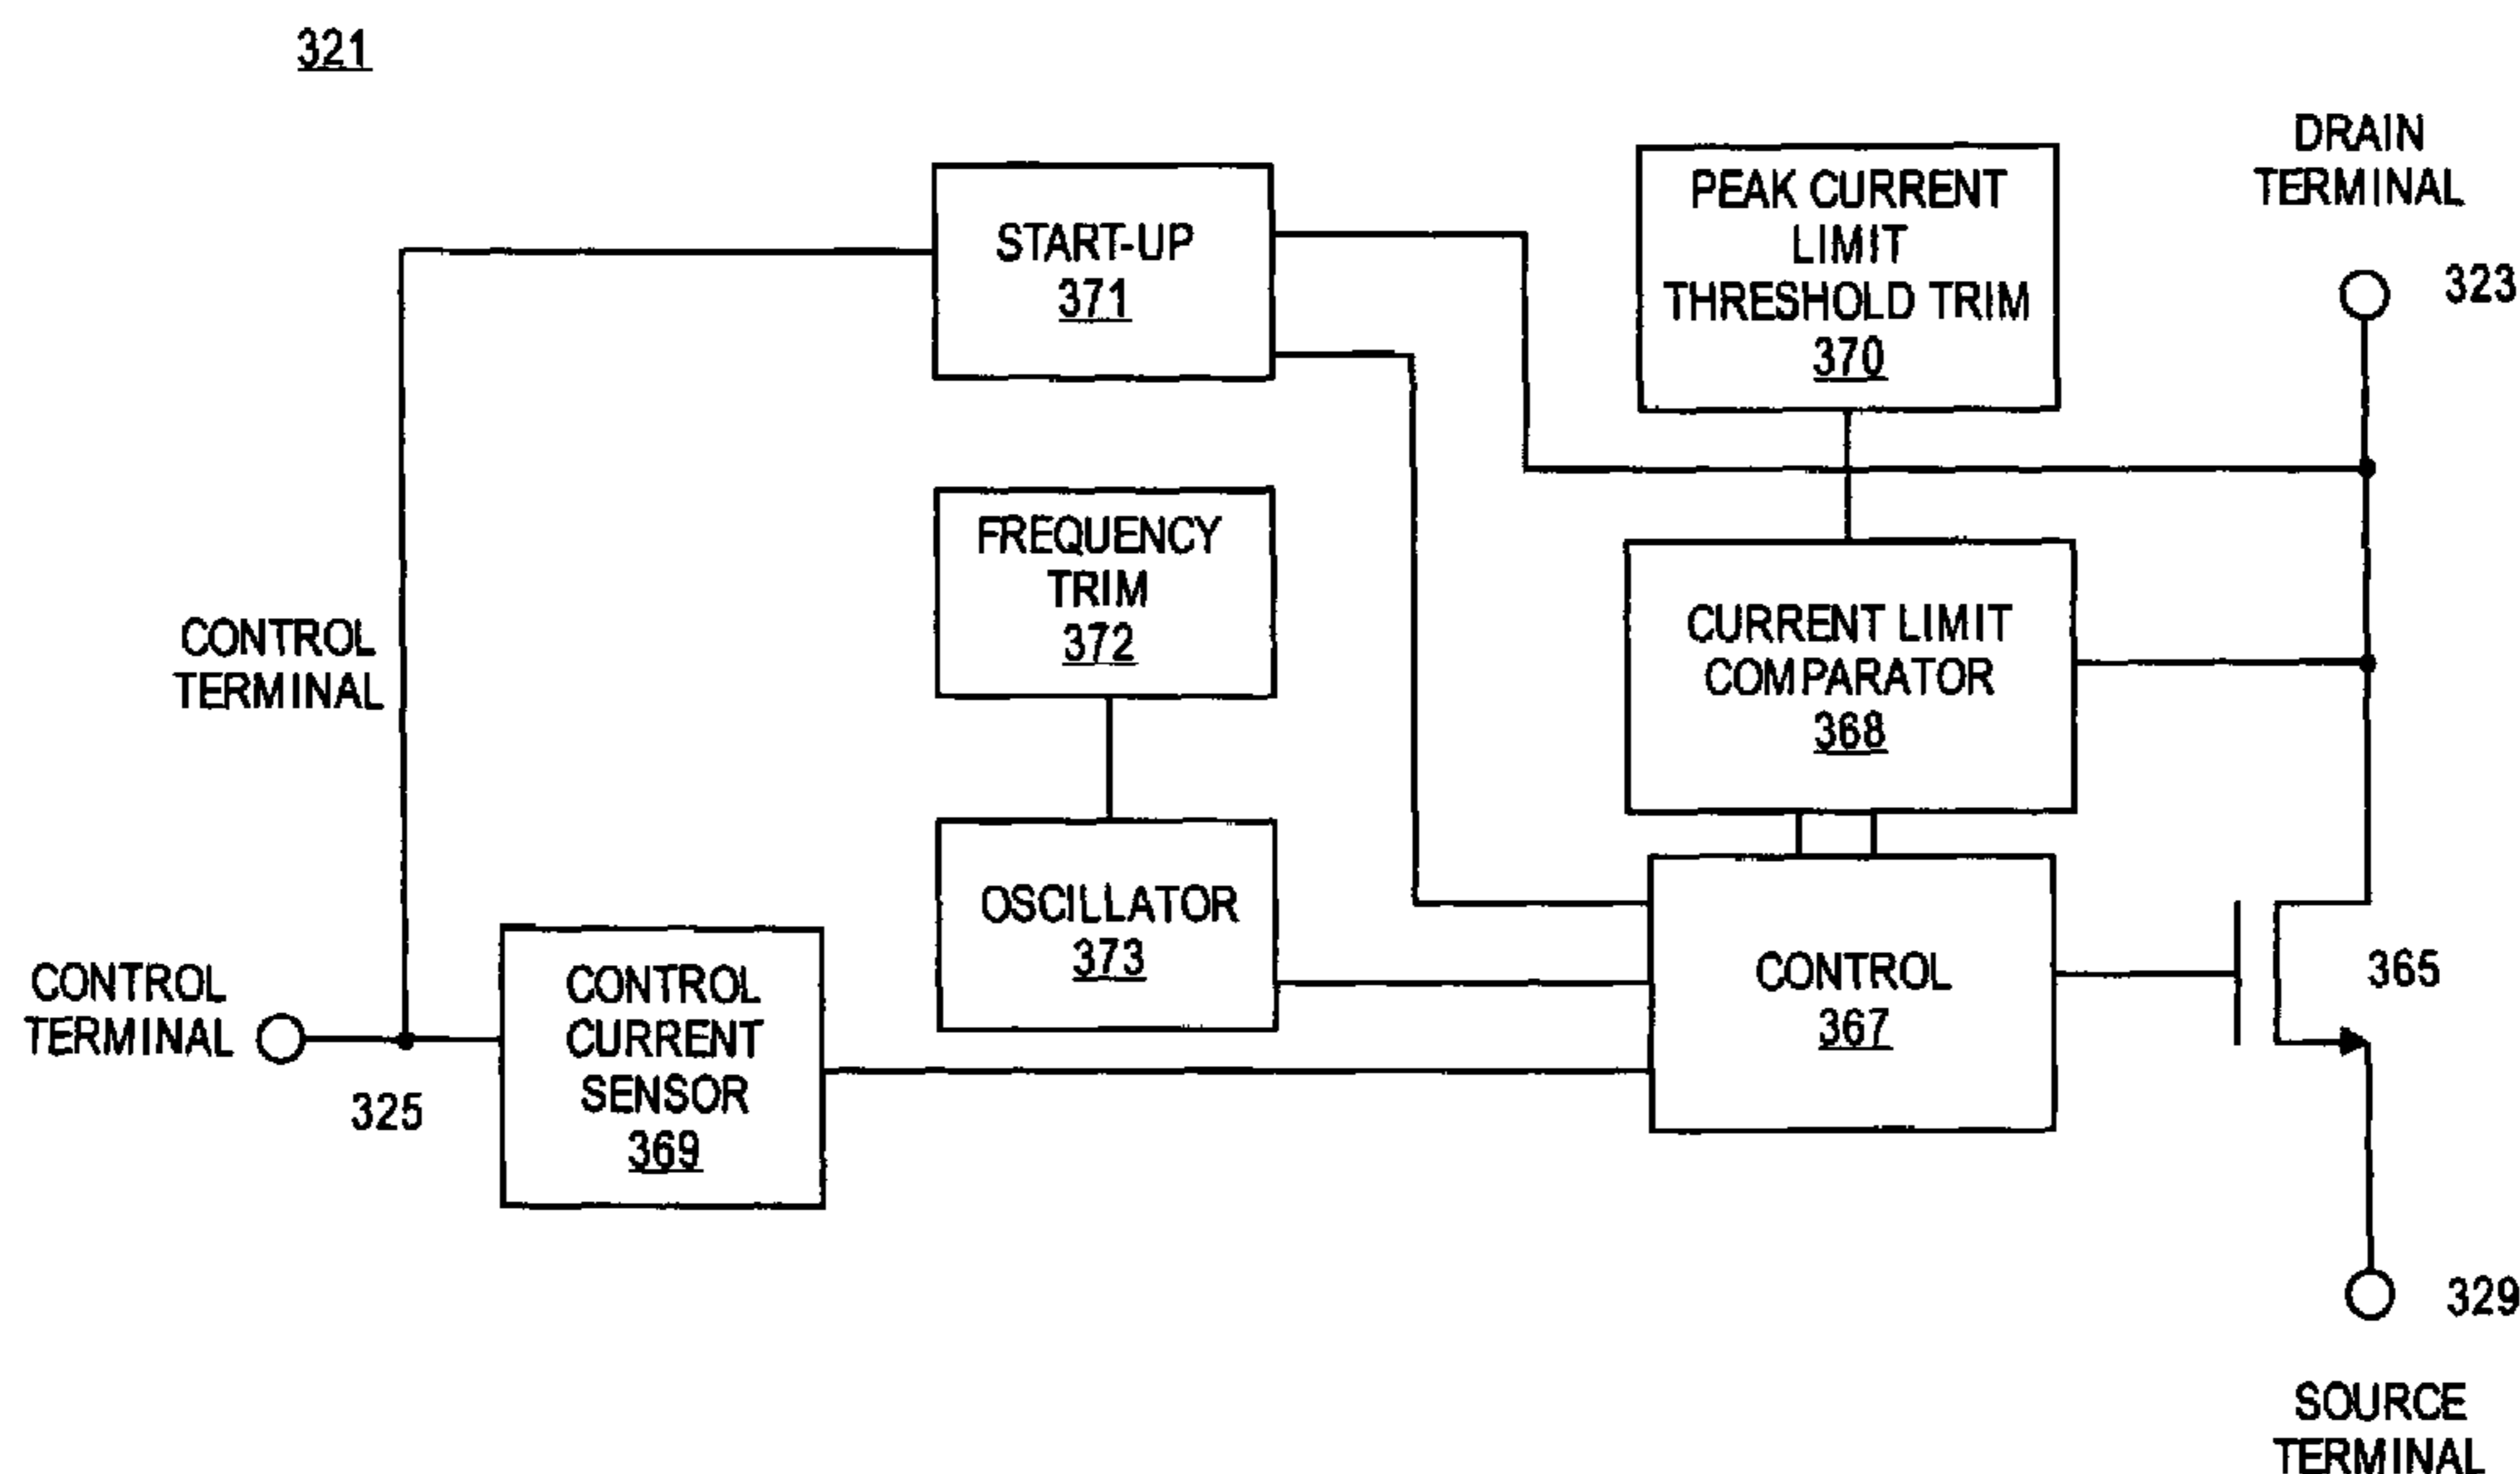 321
START-UP
371
PEAK CURRENT
LIMIT
THRESHOLD TRIM
370
DRAIN
TERMINAL
323
FREQUENCY
TRIM
372
CONTROL
TERMINAL
CURRENT LIMIT
COMPARATOR
368
OSCILLATOR
373
CONTROL
TERMINAL
325
CONTROL
CURRENT
SENSOR
369
CONTROL
367
365
329
SOURCE
TERMINAL